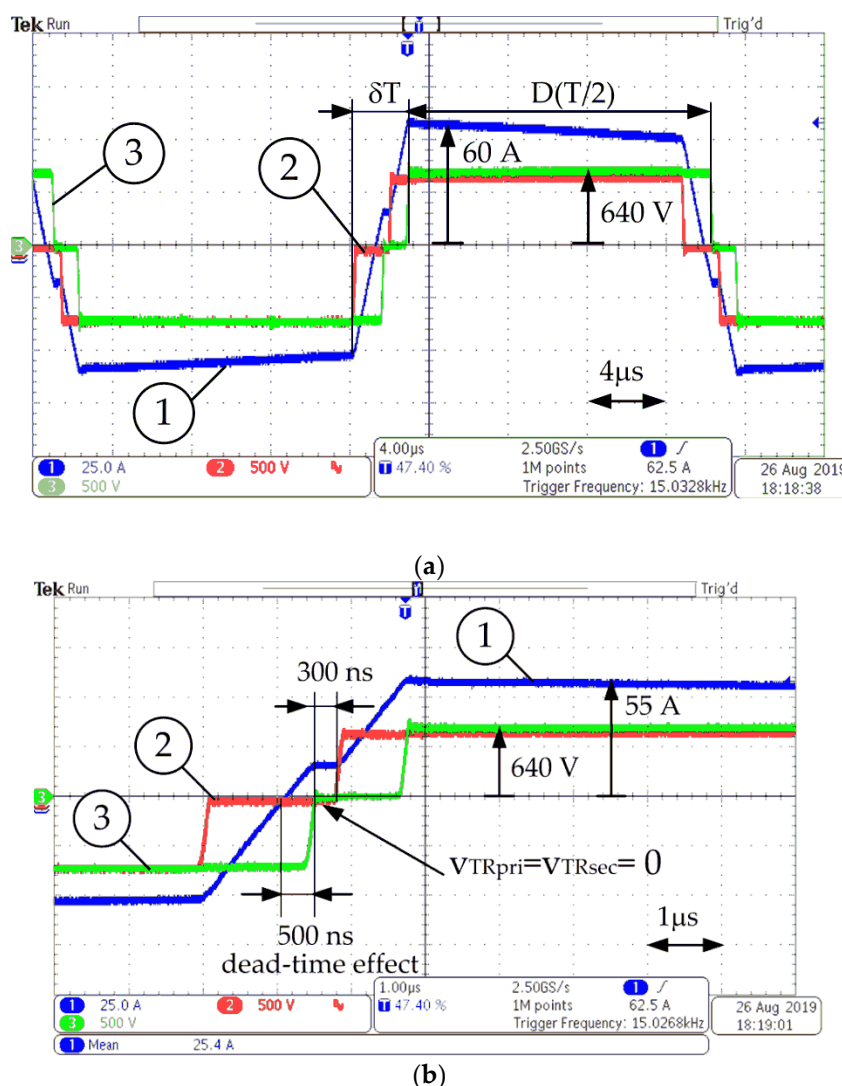 Tek Run
Trig'd
T
T
δT
D(T/2)
3
2
60 A
640 V
3
1
4µs
1 25.0 A 2 500 V
3 500 V
4.00µs 2.50GS/s 1
T 47.40 % 1M points 62.5 A
Trigger Frequency: 15.0328kHz
26 Aug 2019
18:18:38
(a)
Tek Run
Trig'd
T
1
300 ns
55 A
2
640 V
3
3
vTRpri=vTRsec= 0
500 ns
dead-time effect
1µs
1 25.0 A 2 500 V
3 500 V
1.00µs 2.50GS/s 1
T 47.40 % 1M points 62.5 A
Trigger Frequency: 15.0268kHz
26 Aug 2019
18:19:01
1 Mean 25.4 A
(b)